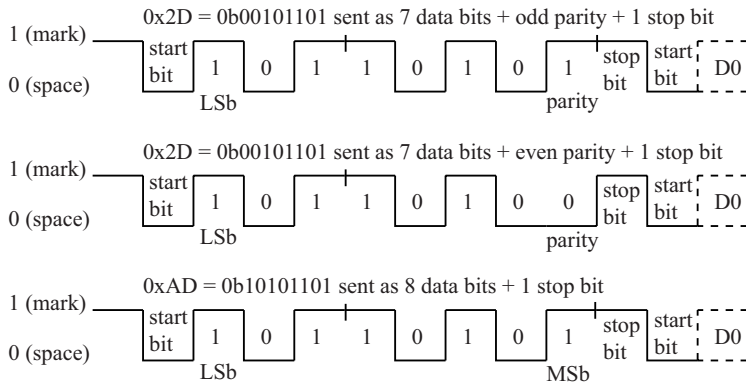 0x2D = 0b00101101 sent as 7 data bits + odd parity + 1 stop bit
1 (mark)
0 (space)
start bit
1 0 1 1 0 1 0 1
stop bit
start bit
D0
LSb
parity
0x2D = 0b00101101 sent as 7 data bits + even parity + 1 stop bit
1 (mark)
0 (space)
start bit
1 0 1 1 0 1 0 0
stop bit
start bit
D0
LSb
parity
0xAD = 0b10101101 sent as 8 data bits + 1 stop bit
1 (mark)
0 (space)
start bit
1 0 1 1 0 1 0 1
stop bit
start bit
D0
LSb
MSb